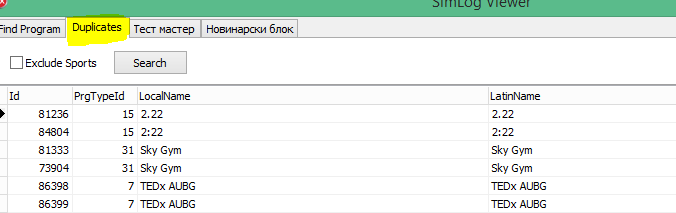 SimLog Viewer
Find Program Duplicates Тест мастер Новинарски блок
Exclude Sports Search
Id PrgTypeId LocalName LatinName
81236 15 2.22 2.22
84804 15 2:22 2:22
81333 31 Sky Gym Sky Gym
73904 31 Sky Gym Sky Gym
86398 7 TEDx AUBG TEDx AUBG
86399 7 TEDx AUBG TEDx AUBG